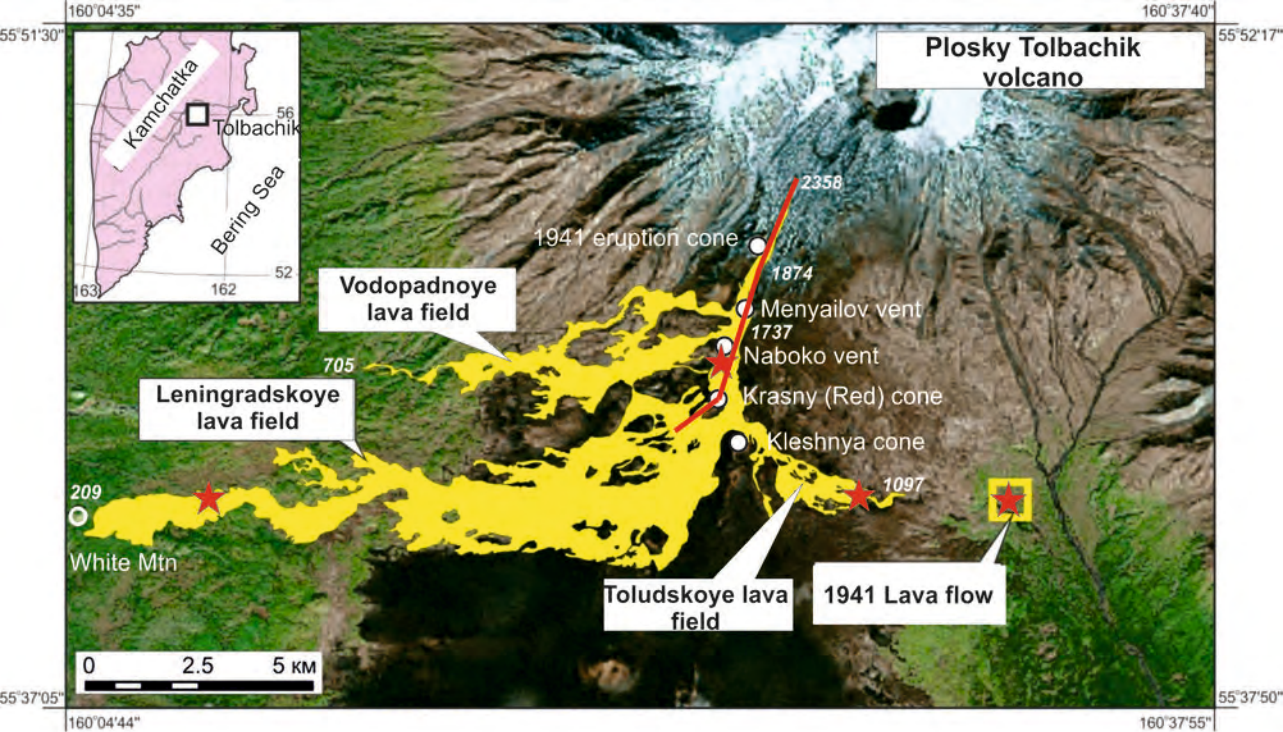 160°04'35"
160°37'40"
55°51'30"
55°52'17"
Plosky Tolbachik
volcano
Kamchatka
56
Tolbachik
Bering Sea
52
163
162
2358
1941 eruption cone
1874
Vodopadnoye
lava field
Menyailov vent
1737
Naboko vent
705
Leningradskoye
lava field
Krasny (Red) cone
Kleshnya cone
209
1097
White Mtn
Toludskoye lava
field
1941 Lava flow
0 2.5 5 км
55°37'05"
55°37'50"
160°04'44"
160°37'55"